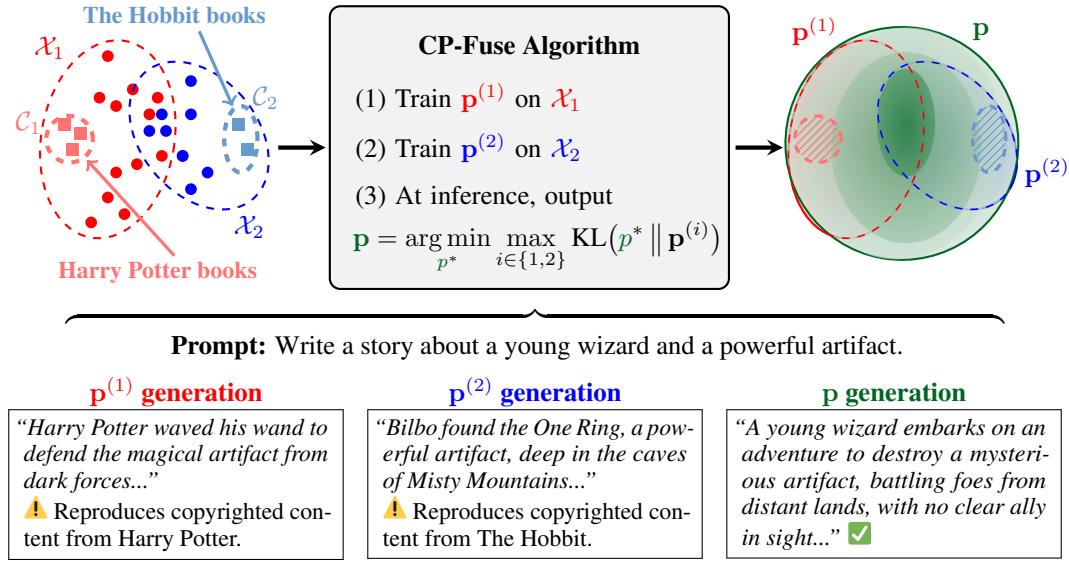 The Hobbit books
𝒳₁
𝒞₂
𝒞₁
𝒳₂
Harry Potter books
CP-Fuse Algorithm
(1) Train p⁽¹⁾ on 𝒳₁
(2) Train p⁽²⁾ on 𝒳₂
(3) At inference, output
p = arg min max KL(p* ‖ p⁽ⁱ⁾)
p* i∈{1,2}
p⁽¹⁾
p
p⁽²⁾
Prompt: Write a story about a young wizard and a powerful artifact.
p⁽¹⁾ generation
“Harry Potter waved his wand to
defend the magical artifact from
dark forces...”
⚠️ Reproduces copyrighted con-
tent from Harry Potter.
p⁽²⁾ generation
“Bilbo found the One Ring, a pow-
erful artifact, deep in the caves
of Misty Mountains...”
⚠️ Reproduces copyrighted con-
tent from The Hobbit.
p generation
“A young wizard embarks on an
adventure to destroy a myster-
ious artifact, battling foes from
distant lands, with no clear ally
in sight...” ✅